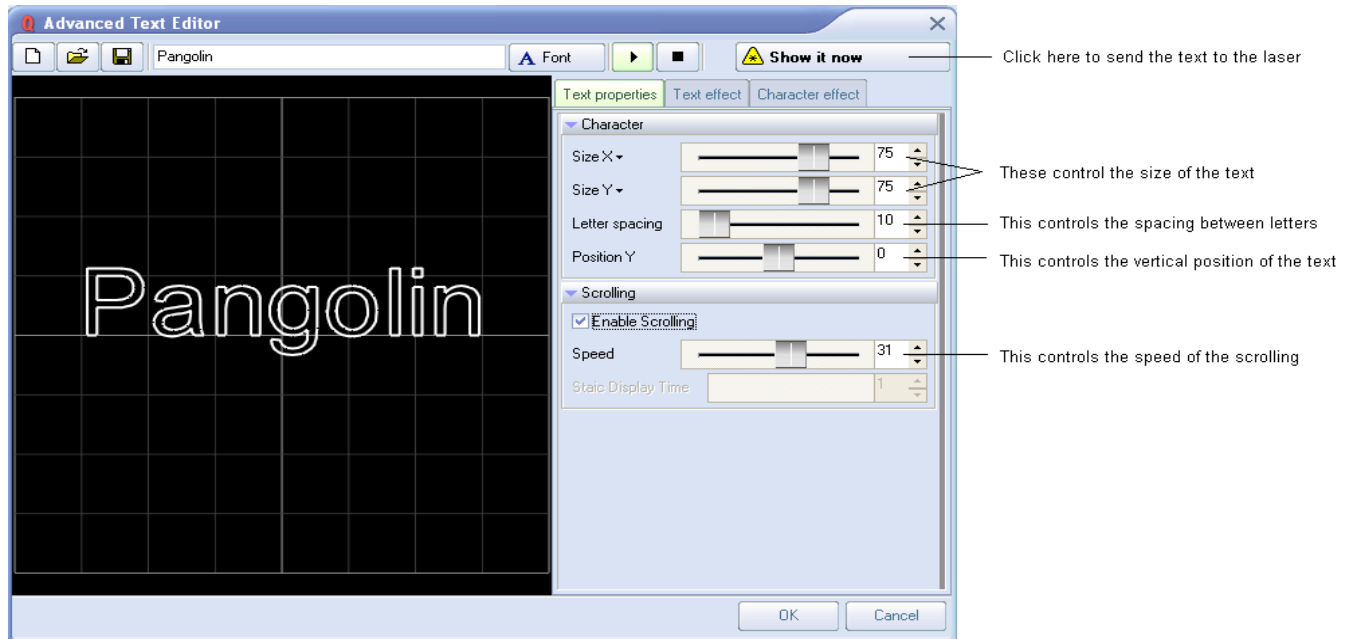 Advanced Text Editor
Pangolin
A Font
Show it now
Click here to send the text to the laser
Text properties Text effect Character effect
Character
Size X 75
These control the size of the text
Size Y 75
Letter spacing 10
This controls the spacing between letters
Position Y 0
This controls the vertical position of the text
Pangolin
Scrolling
Enable Scrolling
Speed 31
This controls the speed of the scrolling
Staic Display Time 1
OK Cancel